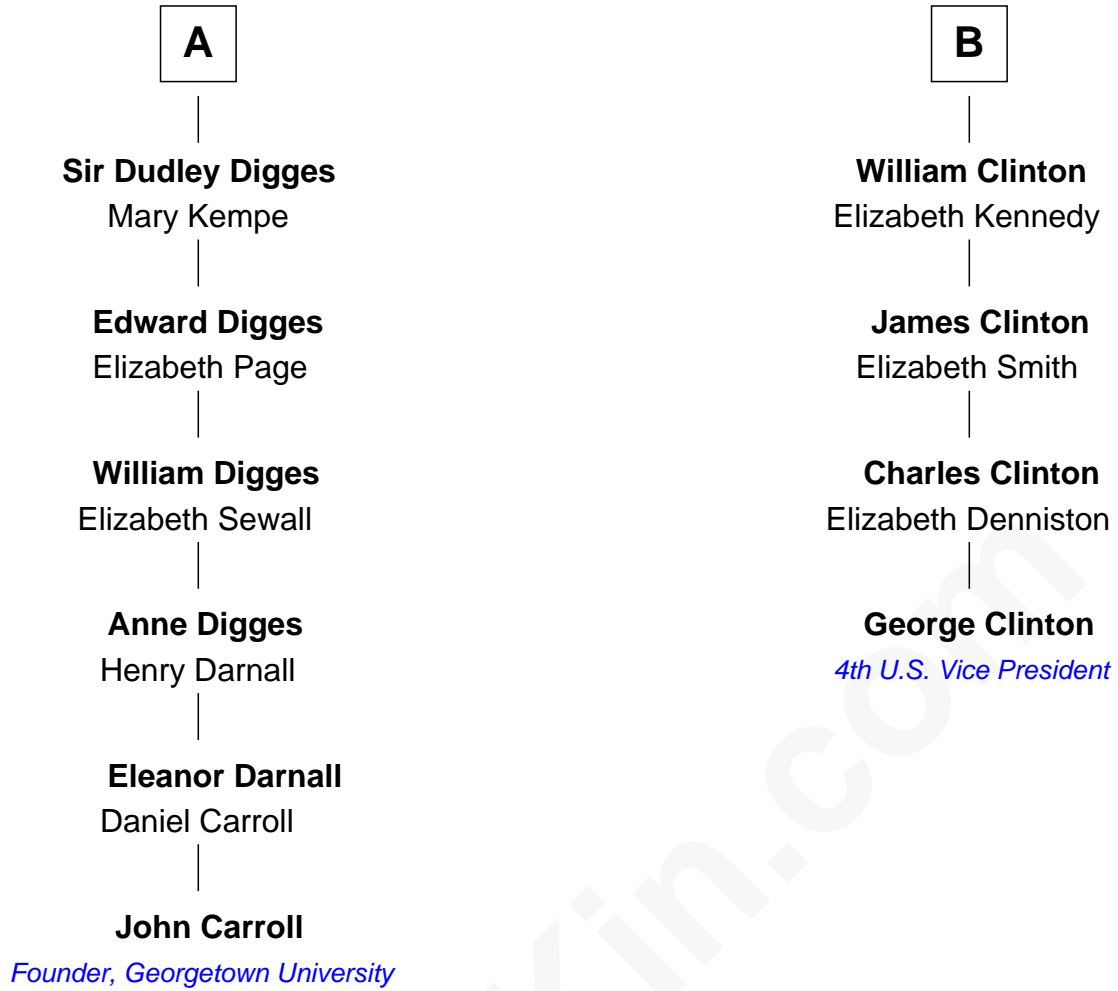 A
Sir Dudley Digges
Mary Kempe
Edward Digges
Elizabeth Page
William Digges
Elizabeth Sewall
Anne Digges
Henry Darnall
Eleanor Darnall
Daniel Carroll
John Carroll
Founder, Georgetown University
B
William Clinton
Elizabeth Kennedy
James Clinton
Elizabeth Smith
Charles Clinton
Elizabeth Denniston
George Clinton
4th U.S. Vice President
Kin.com